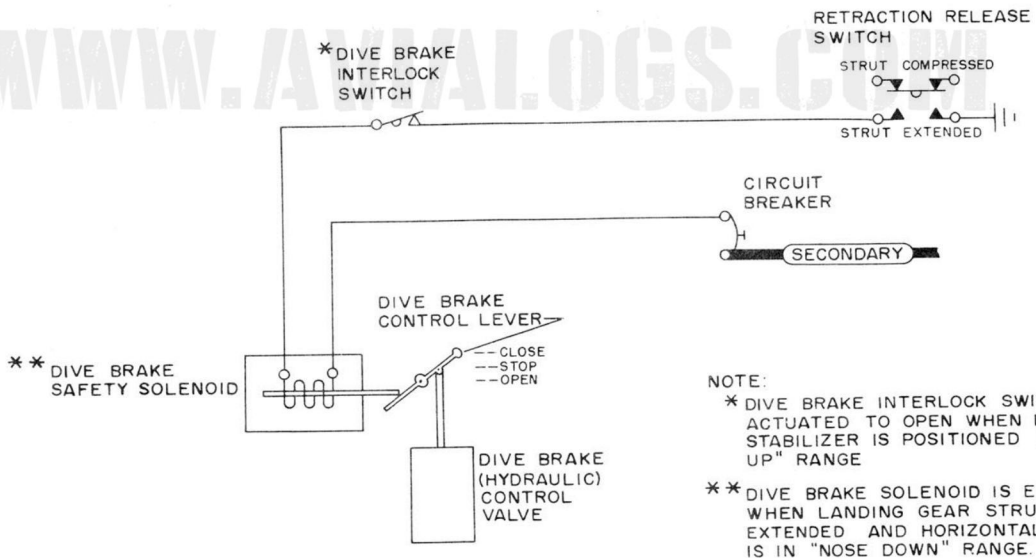 WWW.AVIALOGS.COM
RETRACTION RELEASE
SWITCH
* DIVE BRAKE
INTERLOCK
SWITCH
STRUT COMPRESSED
STRUT EXTENDED
CIRCUIT
BREAKER
SECONDARY
DIVE BRAKE
CONTROL LEVER
--CLOSE
--STOP
--OPEN
** DIVE BRAKE
SAFETY SOLENOID
DIVE BRAKE
(HYDRAULIC)
CONTROL
VALVE
NOTE:
* DIVE BRAKE INTERLOCK
ACTUATED TO OPEN WHEN
STABILIZER IS POSITIONED
UP" RANGE
** DIVE BRAKE SOLENOID IS
WHEN LANDING GEAR
EXTENDED AND HORIZONTAL
IS IN "NOSE DOWN" RANGE.